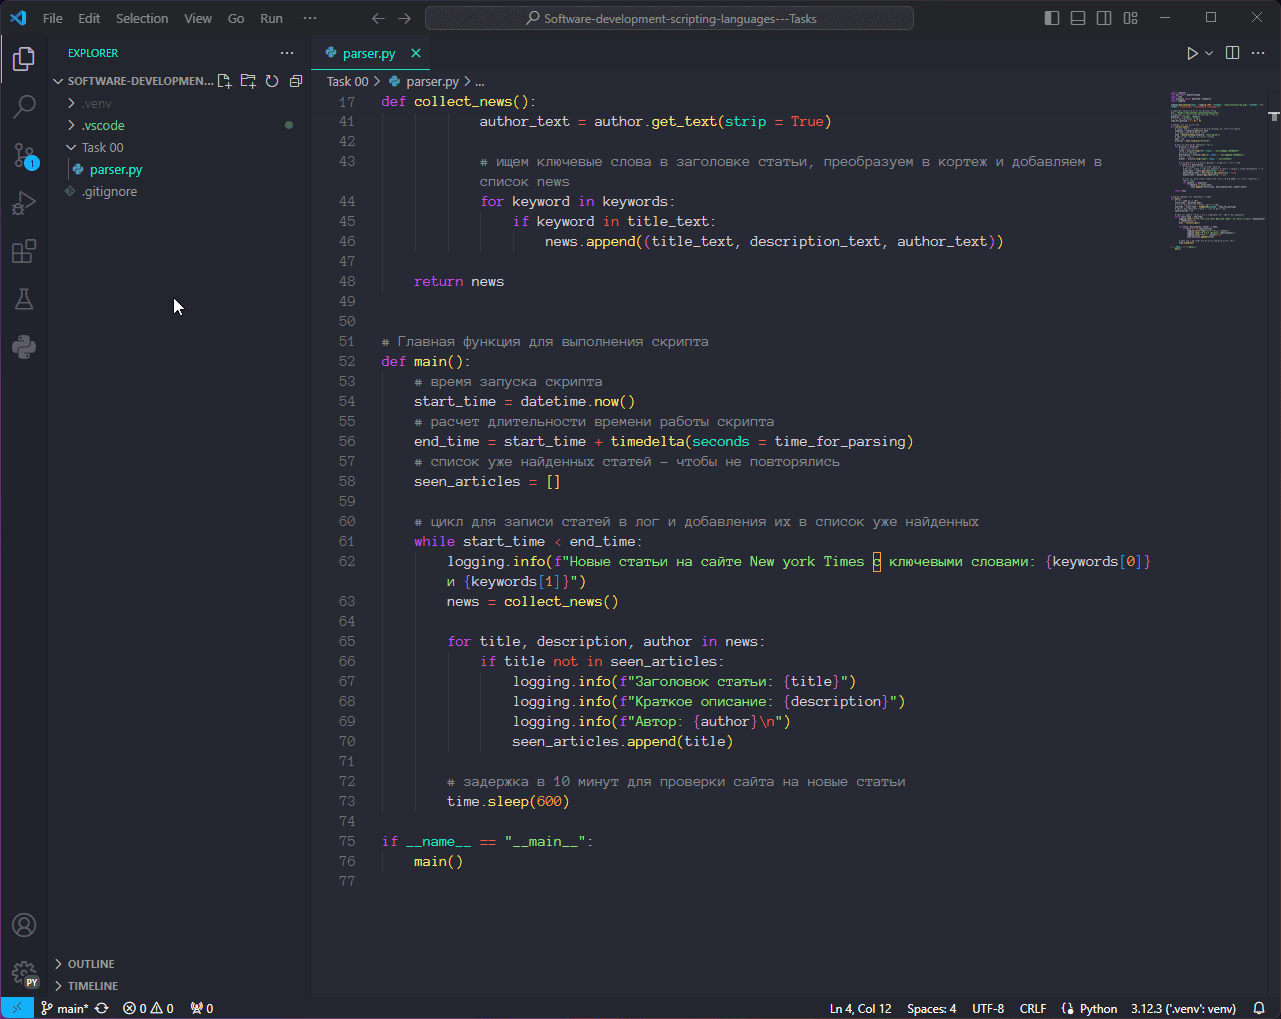 File Edit Selection View Go Run ··· Software-development-scripting-languages---Tasks
EXPLORER ···
SOFTWARE-DEVELOPMEN...
.venv
.vscode
Task 00
parser.py
.gitignore
OUTLINE
TIMELINE
1
PY
parser.py
Task 00 > parser.py > ...
17 def collect_news():
41 author_text = author.get_text(strip = True)
42
43 # ищем ключевые слова в заголовке статьи, преобразуем в кортеж и добавляем в
список news
44 for keyword in keywords:
45 if keyword in title_text:
46 news.append((title_text, description_text, author_text))
47
48 return news
49
50
51 # Главная функция для выполнения скрипта
52 def main():
53 # время запуска скрипта
54 start_time = datetime.now()
55 # расчет длительности времени работы скрипта
56 end_time = start_time + timedelta(seconds = time_for_parsing)
57 # список уже найденных статей - чтобы не повторялись
58 seen_articles = []
59
60 # цикл для записи статей в лог и добавления их в список уже найденных
61 while start_time < end_time:
62 logging.info(f"Новые статьи на сайте New york Times с ключевыми словами: {keywords[0]}
и {keywords[1]}")
63 news = collect_news()
64
65 for title, description, author in news:
66 if title not in seen_articles:
67 logging.info(f"Заголовок статьи: {title}")
68 logging.info(f"Краткое описание: {description}")
69 logging.info(f"Автор: {author}\n")
70 seen_articles.append(title)
71
72 # задержка в 10 минут для проверки сайта на новые статьи
73 time.sleep(600)
74
75 if __name__ == "__main__":
76 main()
77
main* 0 0 0 Ln 4, Col 12 Spaces: 4 UTF-8 CRLF Python 3.12.3 ('.venv': venv)